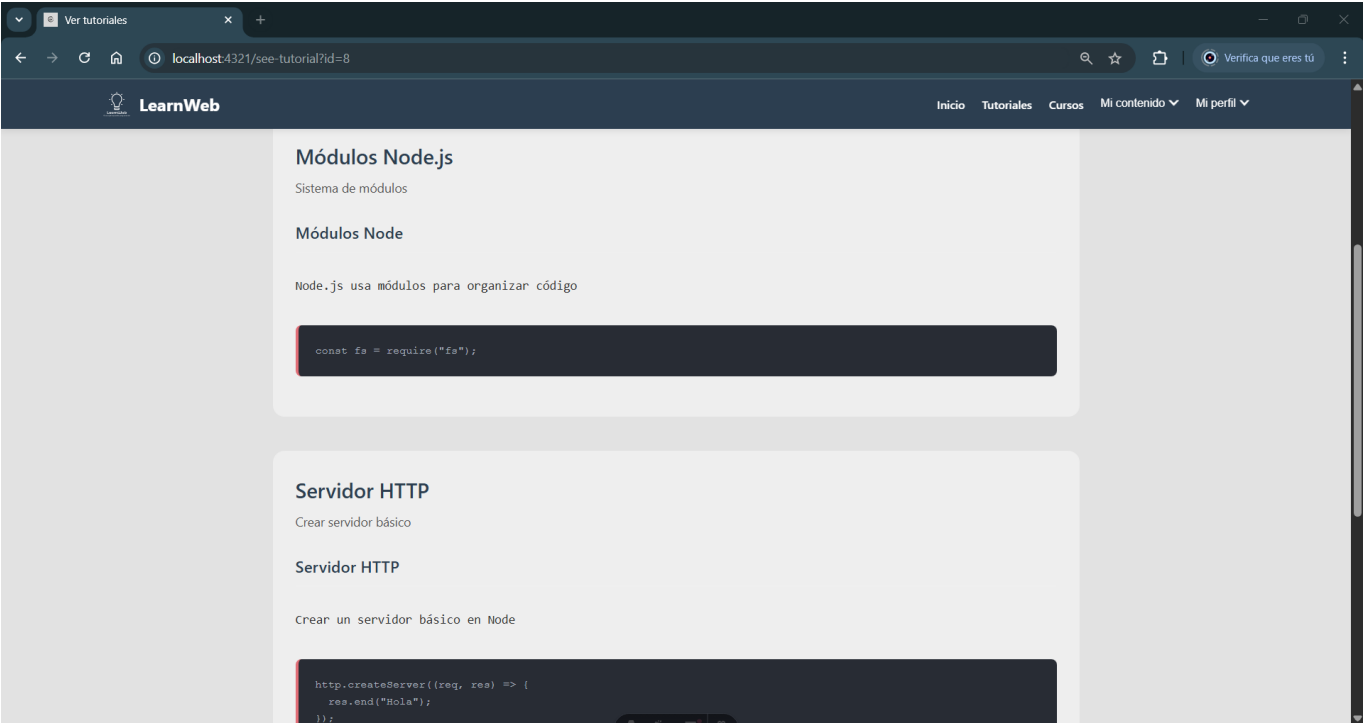 Ver tutoriales
localhost:4321/see-tutorial?id=8
Verifica que eres tú
LearnWeb
Inicio
Tutoriales
Cursos
Mi contenido
Mi perfil
Módulos Node.js
Sistema de módulos
Módulos Node
Node.js usa módulos para organizar código
const fs = require("fs");
Servidor HTTP
Crear servidor básico
Servidor HTTP
Crear un servidor básico en Node
http.createServer((req, res) => {
res.end("Hola");
});